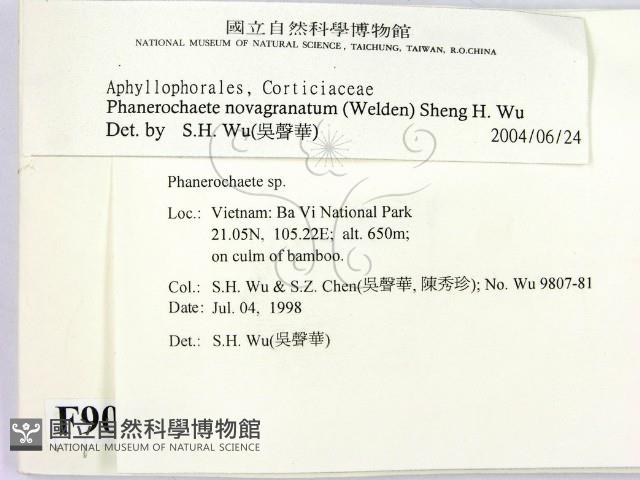 國立自然科學博物館
NATIONAL MUSEUM OF NATURAL SCIENCE, TAICHUNG, TAIWAN, R.O.CHINA
Aphyllophorales, Corticiaceae
Phanerochaete novagranatum (Welden) Sheng H. Wu
Det. by S.H. Wu(吳聲華)
2004/06/24
Phanerochaete sp.
Loc.: Vietnam: Ba Vi National Park
21.05N, 105.22E; alt. 650m;
on culm of bamboo.
Col.: S.H. Wu & S.Z. Chen(吳聲華, 陳秀珍); No. Wu 9807-81
Date: Jul. 04, 1998
Det.: S.H. Wu(吳聲華)
國立自然科學博物館
NATIONAL MUSEUM OF NATURAL SCIENCE